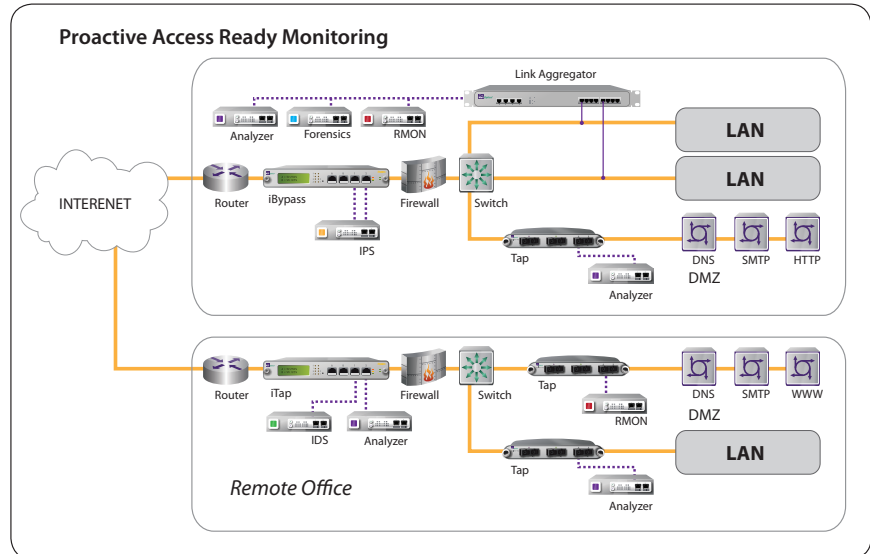 Proactive Access Ready Monitoring
Link Aggregator
Analyzer
Forensics
RMON
LAN
LAN
INTERENET
Router
iBypass
Firewall
Switch
IPS
Tap
Analyzer
DNS
SMTP
HTTP
DMZ
Router
iTap
Firewall
Switch
Tap
DNS
SMTP
WWW
DMZ
IDS
Analyzer
RMON
Tap
LAN
Remote Office
Analyzer